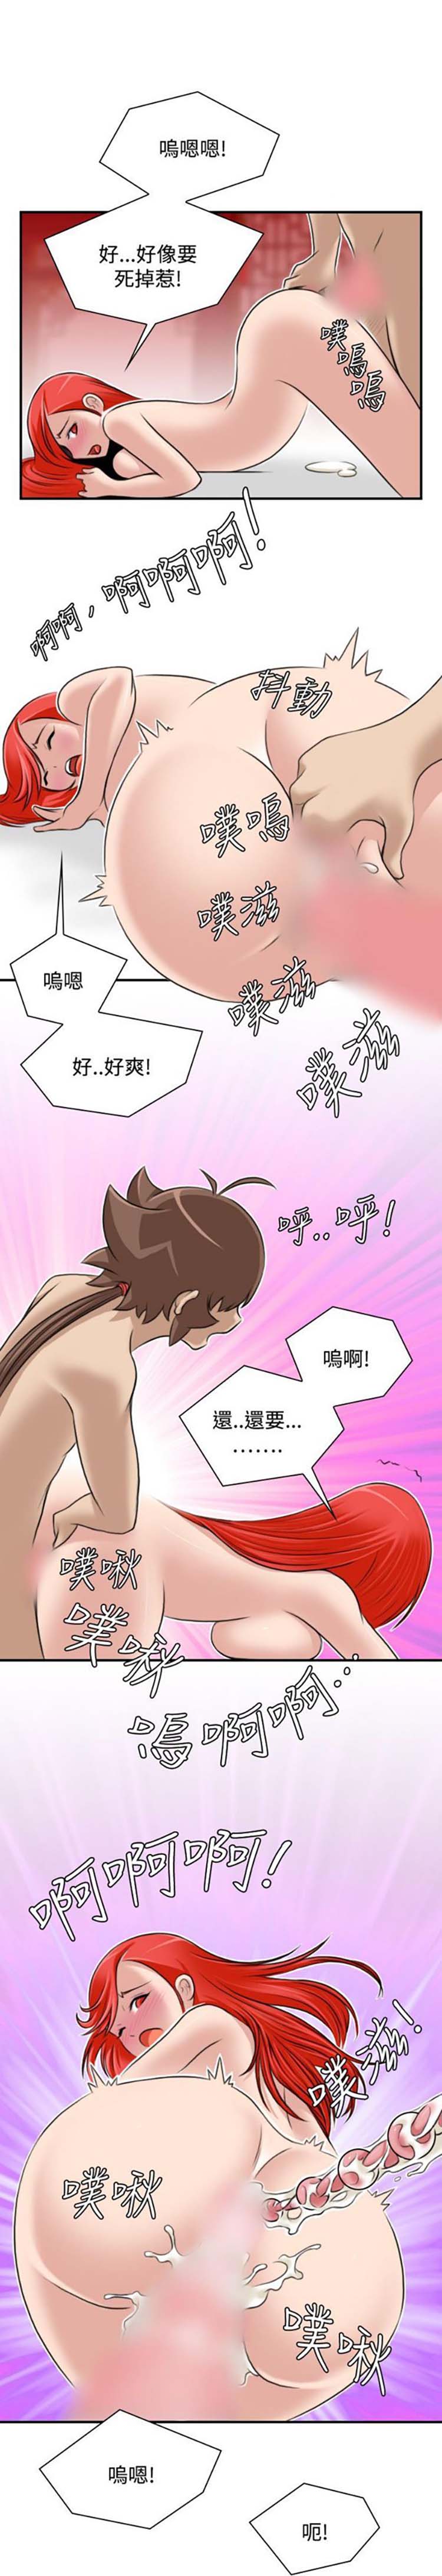 嗚嗯嗯!
好...好像要
死掉惹!
噗嗚嗚
啊啊，啊啊啊!
抖動
噗嗚
噗滋
噗滋
噗滋
嗚嗯
好..好爽!
呼..呼!
嗚啊!
還..還要...
.......
噗啾
噗啾
嗚啊啊..
啊啊啊!
噗滋!
噗啾
噗啾
嗚嗯!
呃!